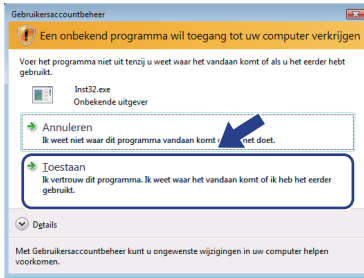 Gebruikersaccountbeheer
Een onbekend programma wil toegang tot uw computer verkrijgen
Voer het programma niet uit tenzij u weet waar het vandaan komt of als u het eerder hebt
gebruikt.
Inst32.exe
Onbekende uitgever
Annuleren
Ik weet niet waar dit programma vandaan komt net doet.
Toestaan
Ik vertrouw dit programma. Ik weet waar het vandaan komt of ik heb het eerder
gebruikt.
Details
Met Gebruikersaccountbeheer kunt u ongewenste wijzigingen in uw computer helpen
voorkomen.